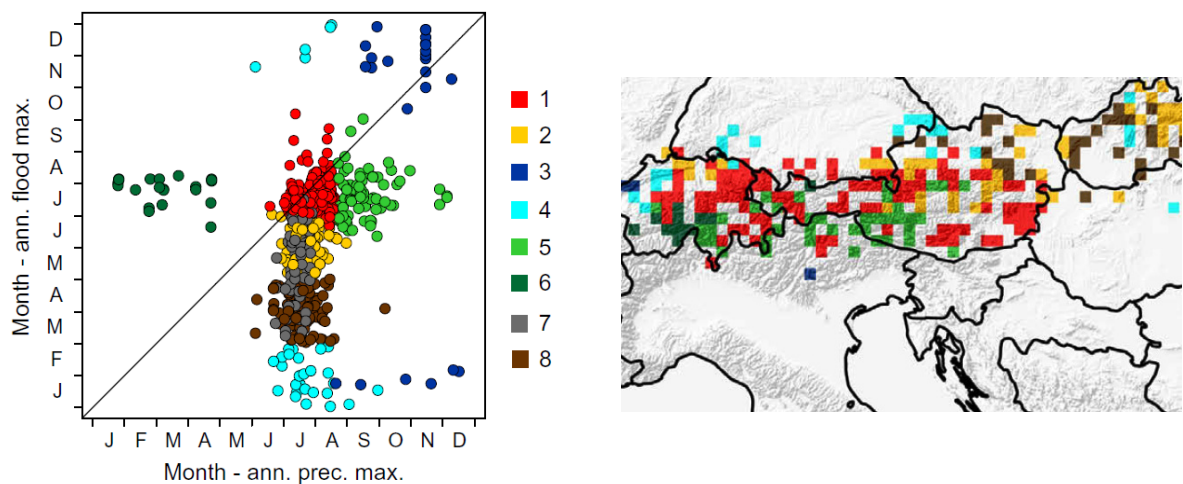 Month - ann. flood max.
D
N
O
S
A
J
J
M
A
M
F
J
J F M A M J J A S O N D
Month - ann. prec. max.
1
2
3
4
5
6
7
8